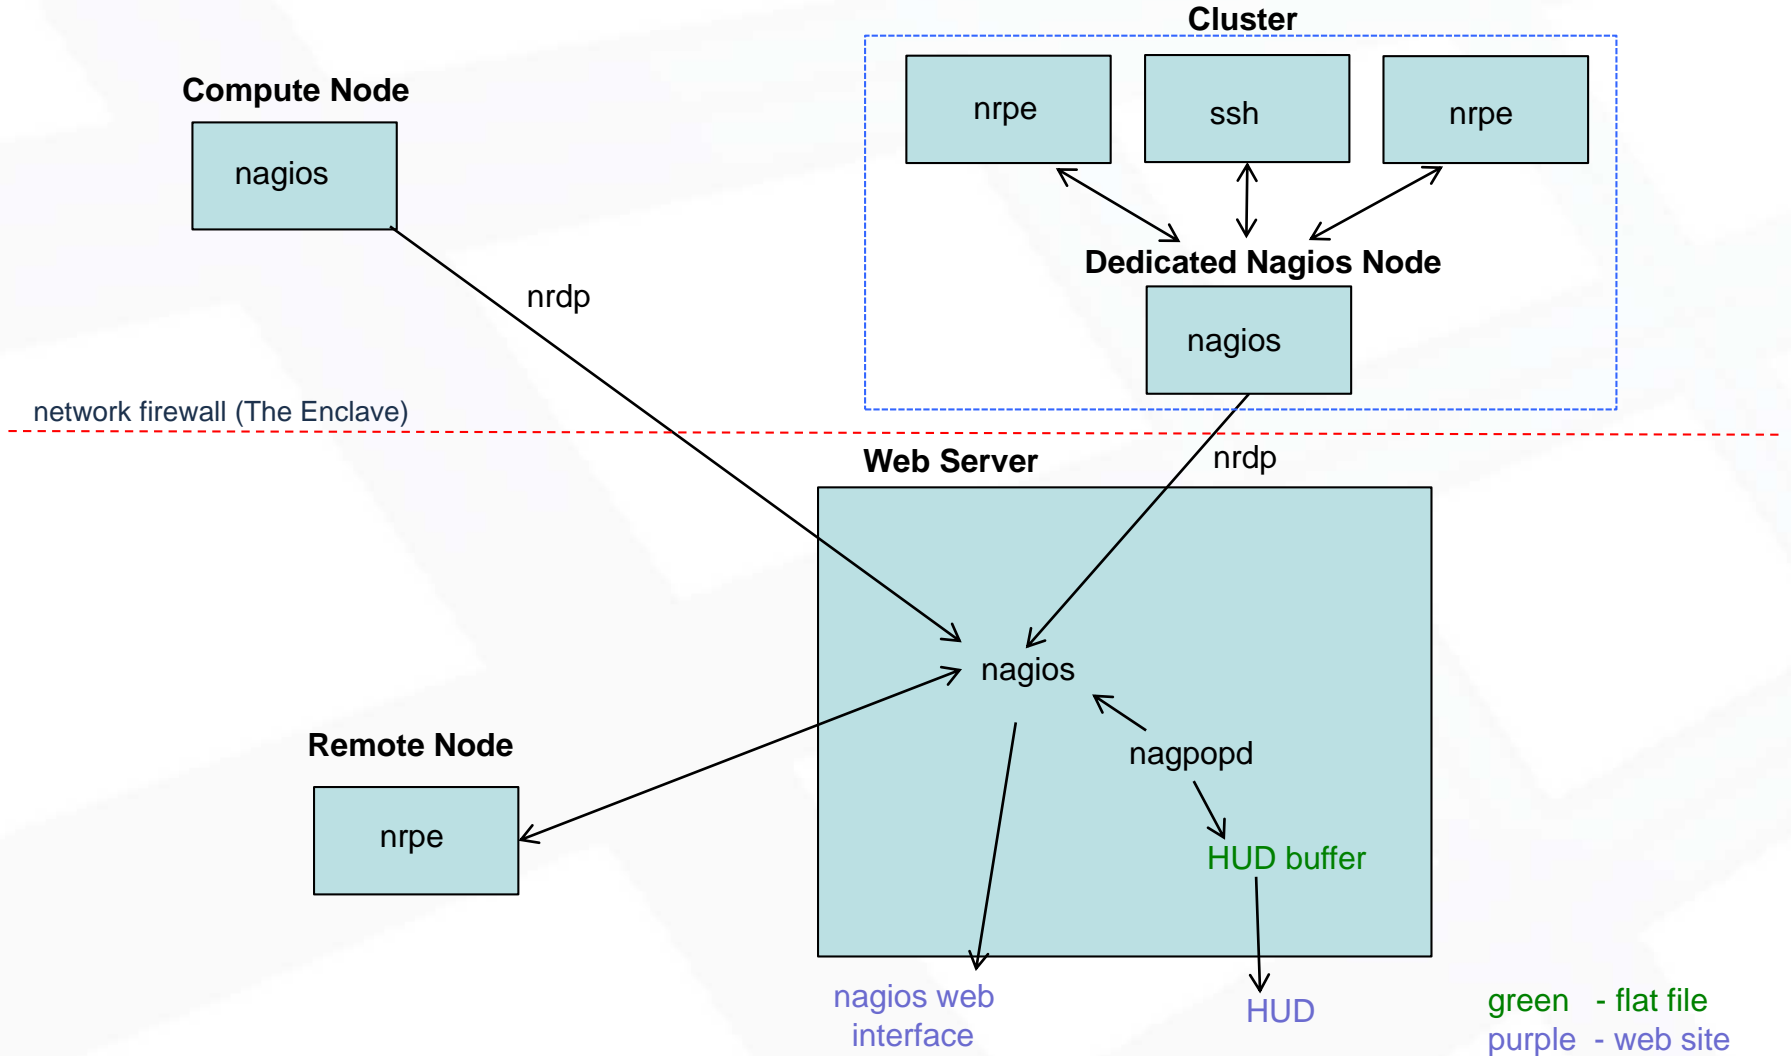 Cluster
Compute Node
nagios
nrpe
ssh
nrpe
Dedicated Nagios Node
nagios
nrdp
network firewall (The Enclave)
nrdp
Web Server
nagios
nagpopd
HUD buffer
Remote Node
nrpe
nagios web
interface
HUD
green - flat file
purple - web site